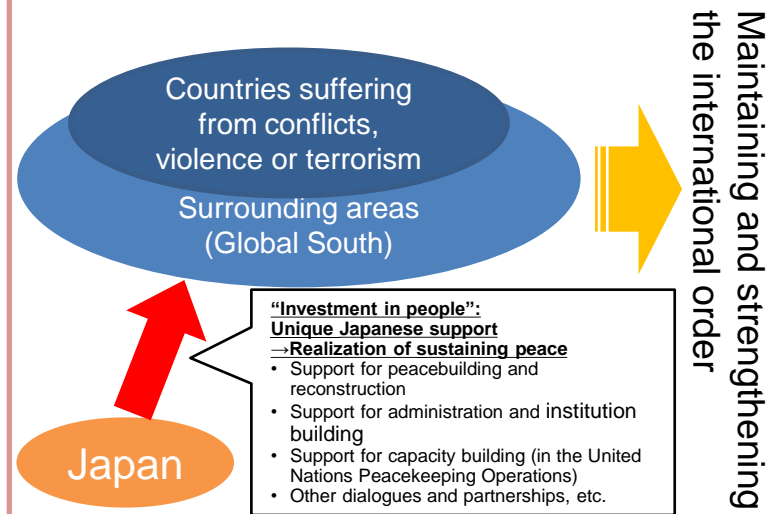 Countries suffering
from conflicts,
violence or terrorism
Surrounding areas
(Global South)
Maintaining and strengthening
the international order
“Investment in people”:
Unique Japanese support
→Realization of sustaining peace
• Support for peacebuilding and
reconstruction
• Support for administration and institution
building
• Support for capacity building (in the United
Nations Peacekeeping Operations)
• Other dialogues and partnerships, etc.
Japan